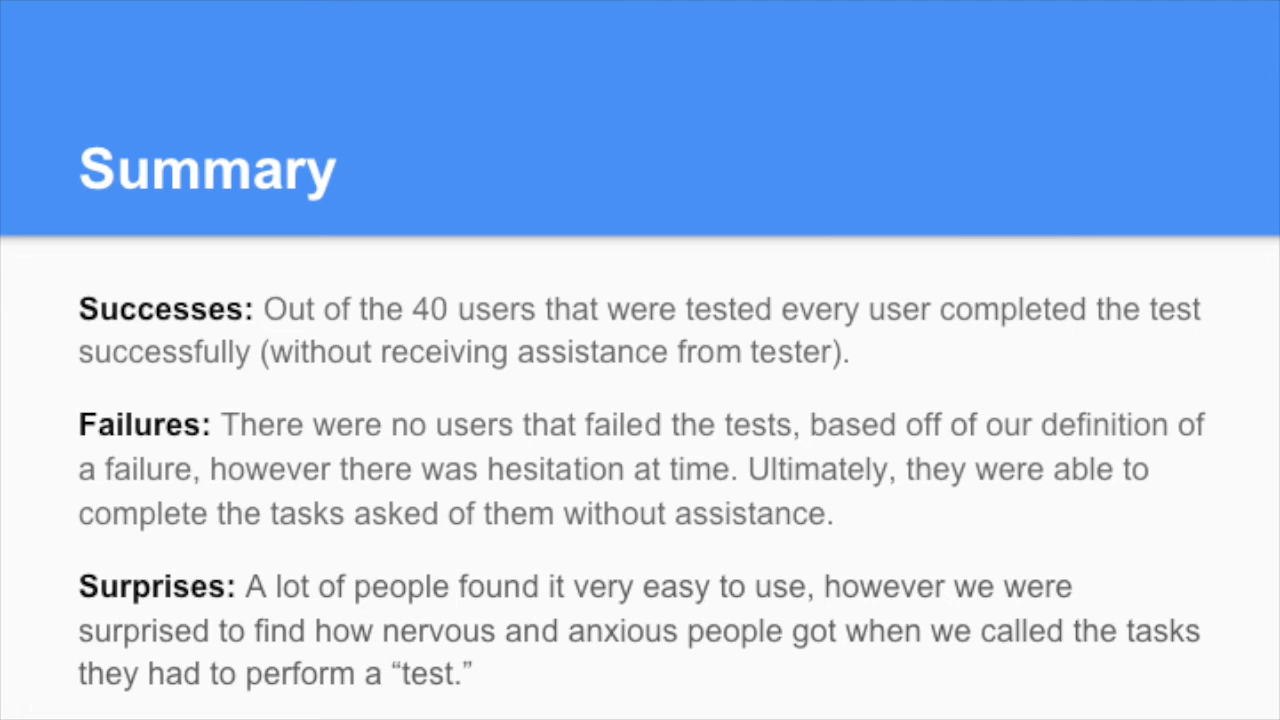 Summary
Successes: Out of the 40 users that were tested every user completed the test
successfully (without receiving assistance from tester).
Failures: There were no users that failed the tests, based off of our definition of
a failure, however there was hesitation at time. Ultimately, they were able to
complete the tasks asked of them without assistance.
Surprises: A lot of people found it very easy to use, however we were
surprised to find how nervous and anxious people got when we called the tasks
they had to perform a “test.”